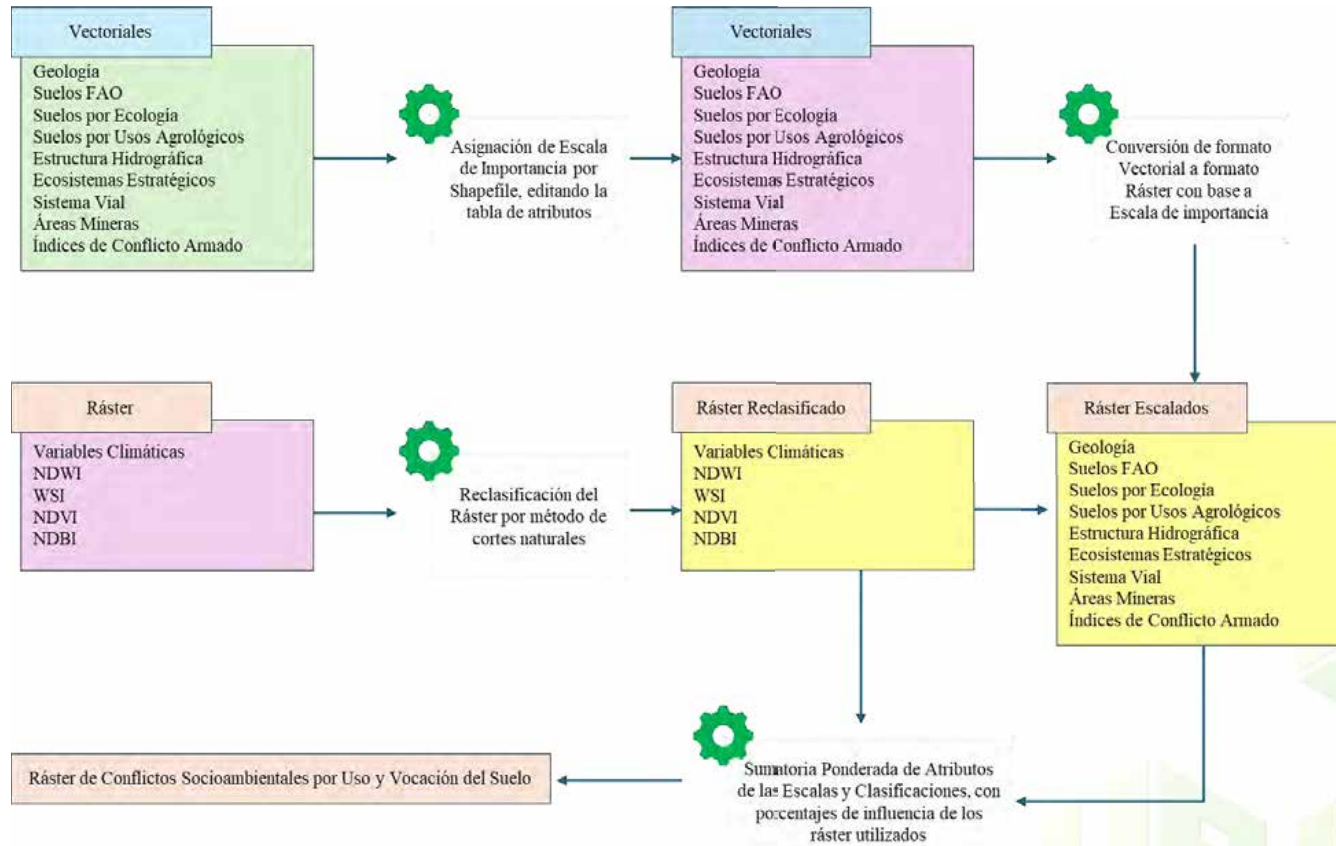 Vectoriales
Geología
Suelos FAO
Suelos por Ecología
Suelos por Usos Agrológicos
Estructura Hidrográfica
Ecosistemas Estratégicos
Sistema Vial
Áreas Mineras
Índices de Conflicto Armado
Asignación de Escala
de Importancia por
Shapefile, editando la
tabla de atributos
Vectoriales
Geología
Suelos FAO
Suelos por Ecología
Suelos por Usos Agrológicos
Estructura Hidrográfica
Ecosistemas Estratégicos
Sistema Vial
Áreas Mineras
Índices de Conflicto Armado
Conversión de formato
Vectorial a formato
Ráster con base a
Escala de importancia
Ráster
Variables Climáticas
NDWI
WSI
NDVI
NDBI
Reclasificación del
Ráster por método de
cortes naturales
Ráster Reclasificado
Variables Climáticas
NDWI
WSI
NDVI
NDBI
Ráster Escalados
Geología
Suelos FAO
Suelos por Ecología
Suelos por Usos Agrológicos
Estructura Hidrográfica
Ecosistemas Estratégicos
Sistema Vial
Áreas Mineras
Índices de Conflicto Armado
Sumatoria Ponderada de Atributos
de las Escalas y Clasificaciones, con
porcentajes de influencia de los
ráster utilizados
Ráster de Conflictos Socioambientales por Uso y Vocación del Suelo